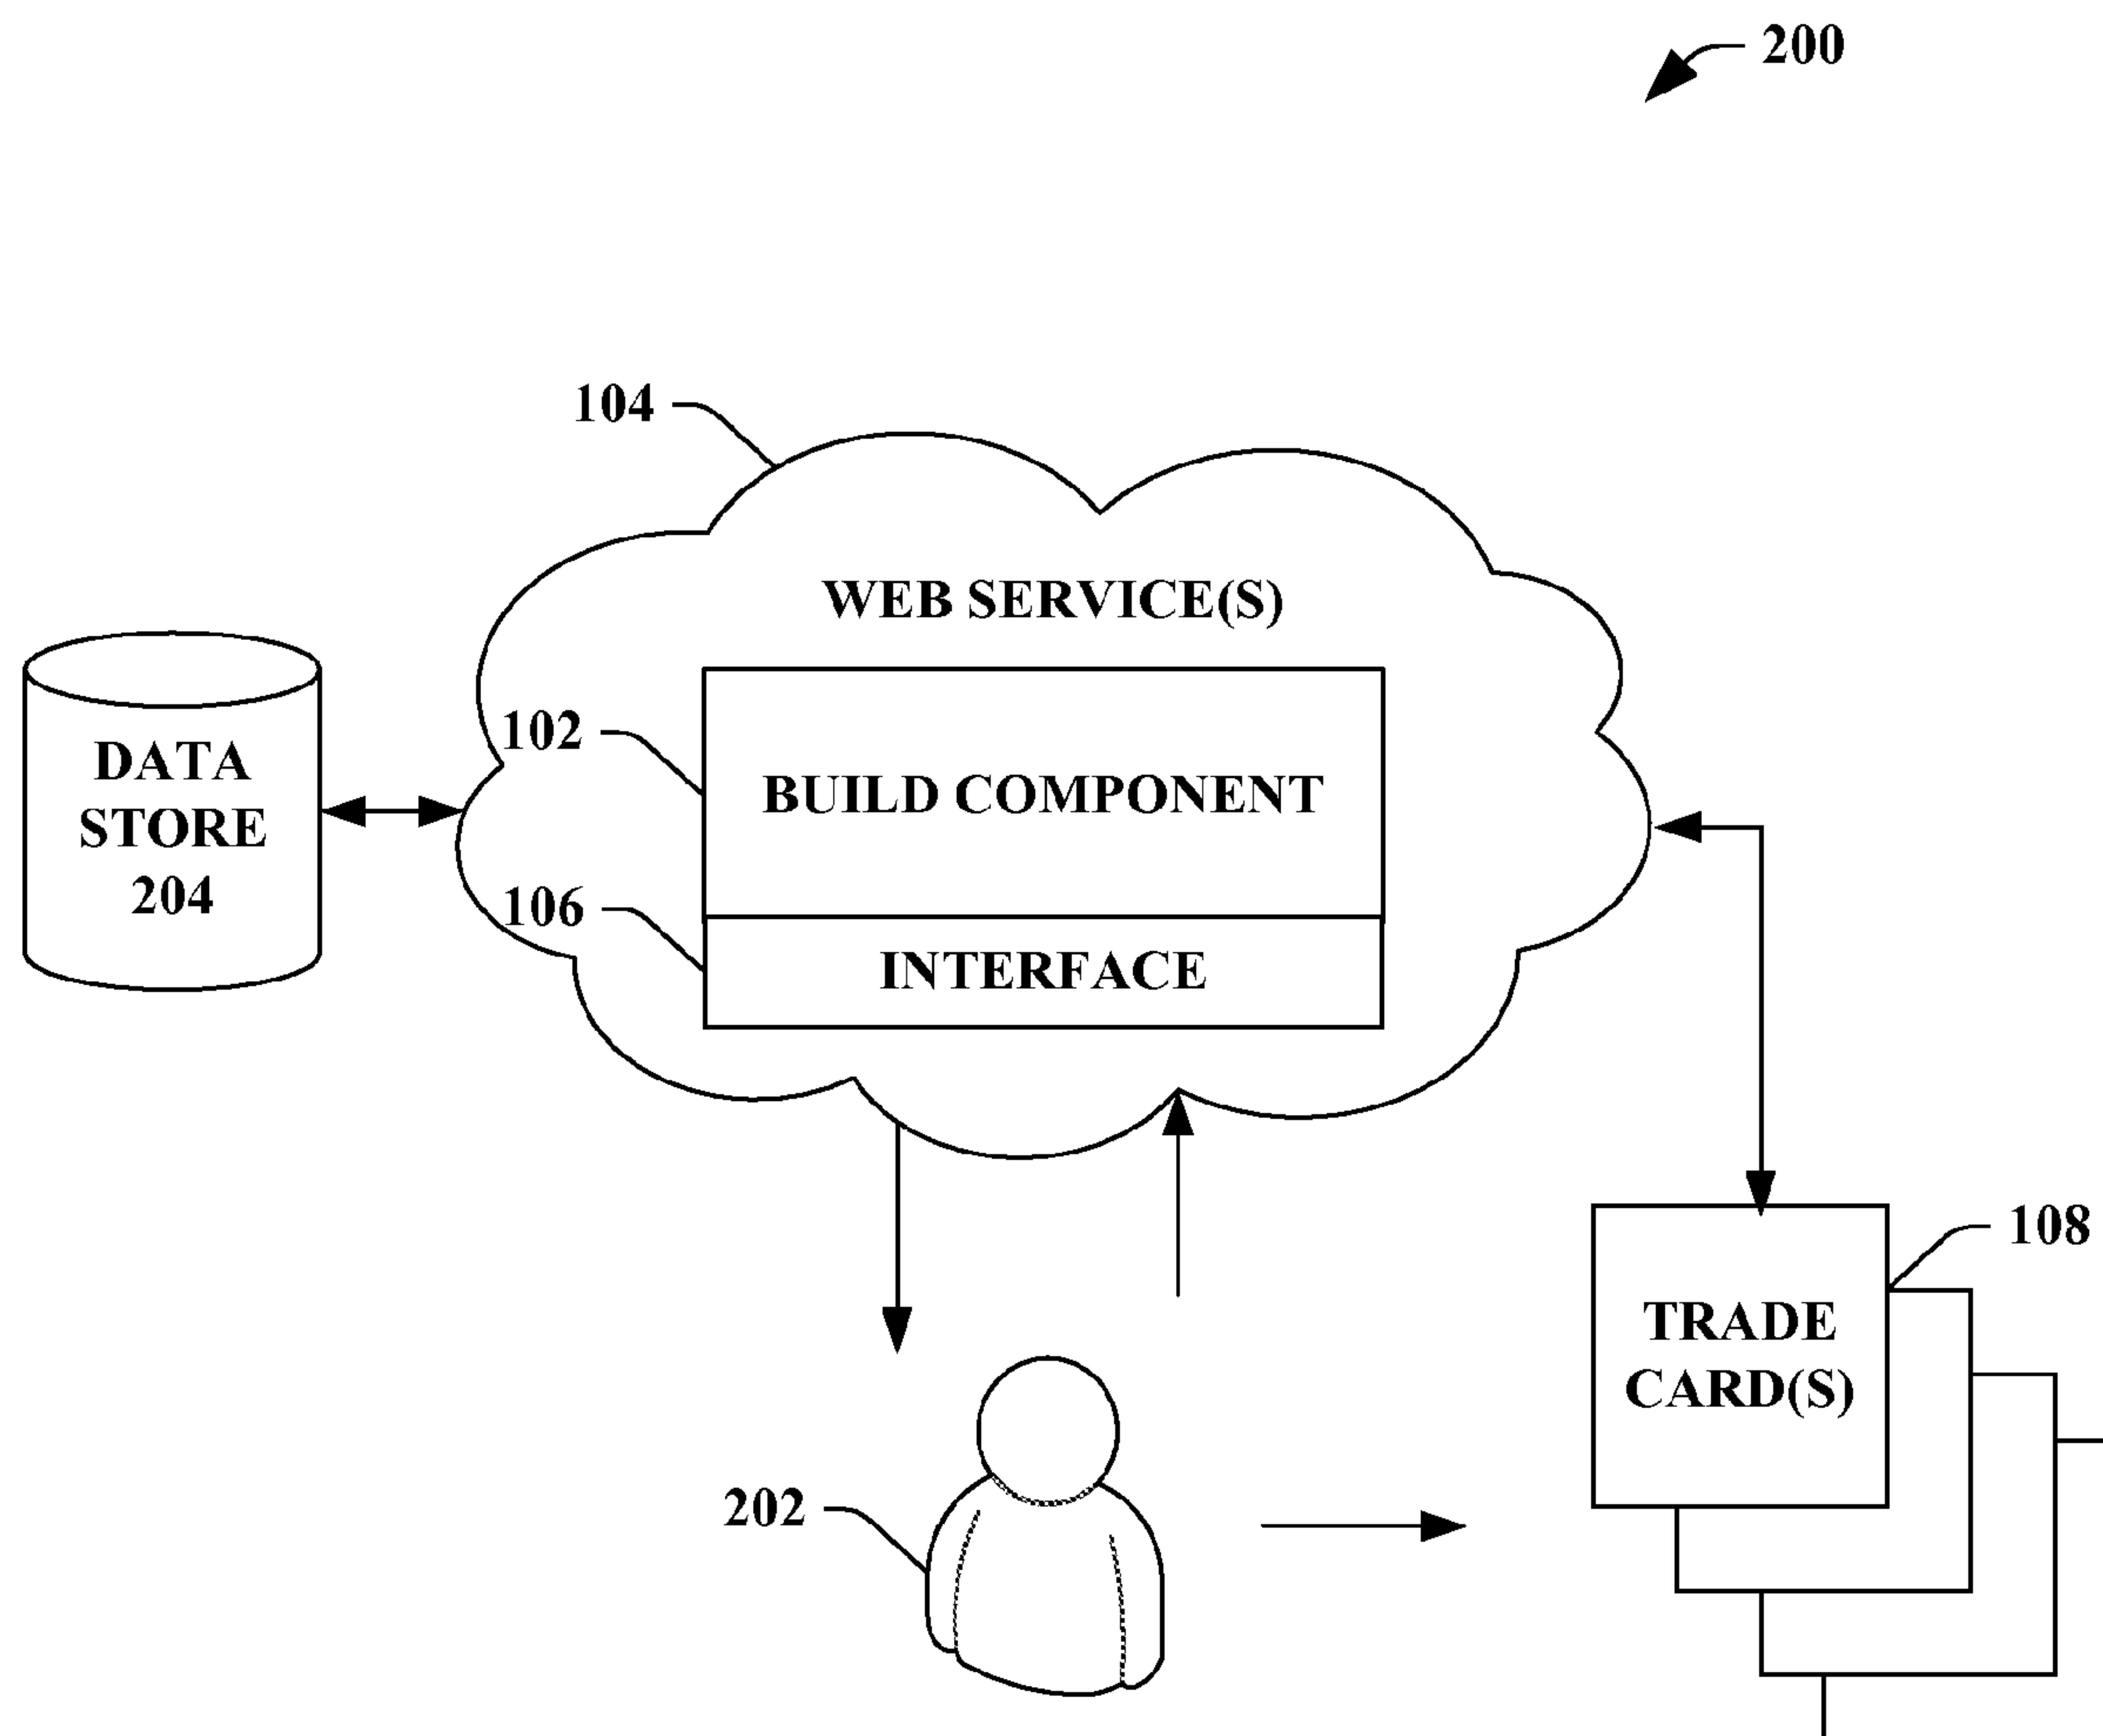 200
104
WEB SERVICE(S)
102
BUILD COMPONENT
DATA
STORE
204
106
INTERFACE
108
TRADE
CARD(S)
202